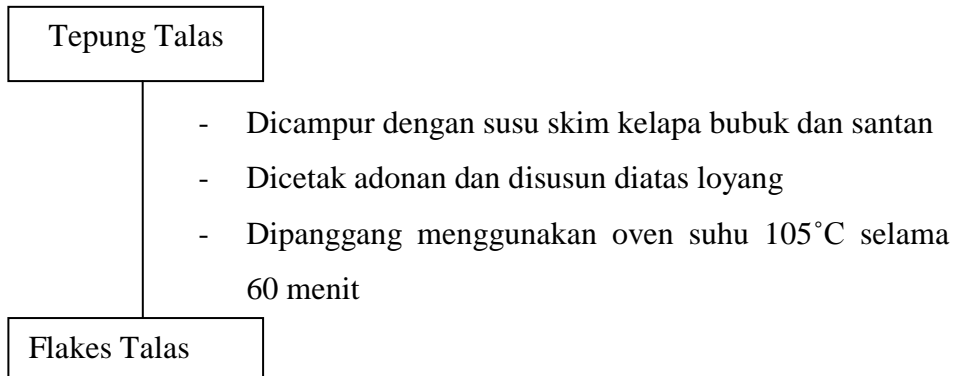 Tepung Talas
- Dicampur dengan susu skim kelapa bubuk dan santan
- Dicetak adonan dan disusun diatas loyang
- Dipanggang menggunakan oven suhu 105˚C selama
60 menit
Flakes Talas